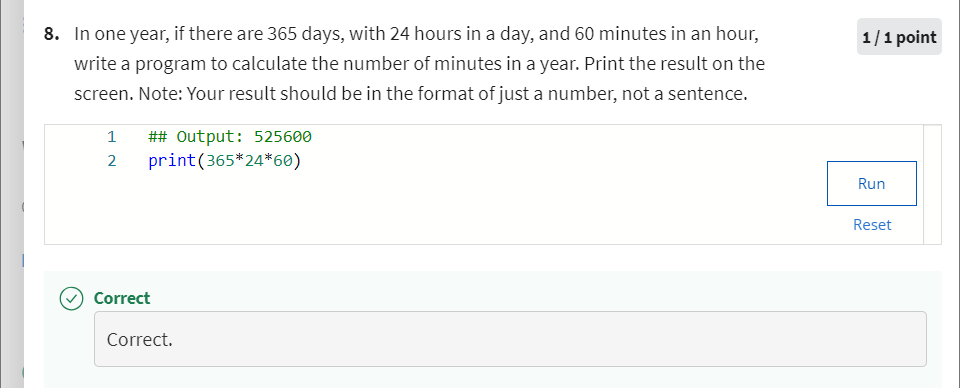 8. In one year, if there are 365 days, with 24 hours in a day, and 60 minutes in an hour,
1 / 1 point
write a program to calculate the number of minutes in a year. Print the result on the
screen. Note: Your result should be in the format of just a number, not a sentence.
1 ## Output: 525600
2 print(365*24*60)
Run
Reset
Correct
Correct.